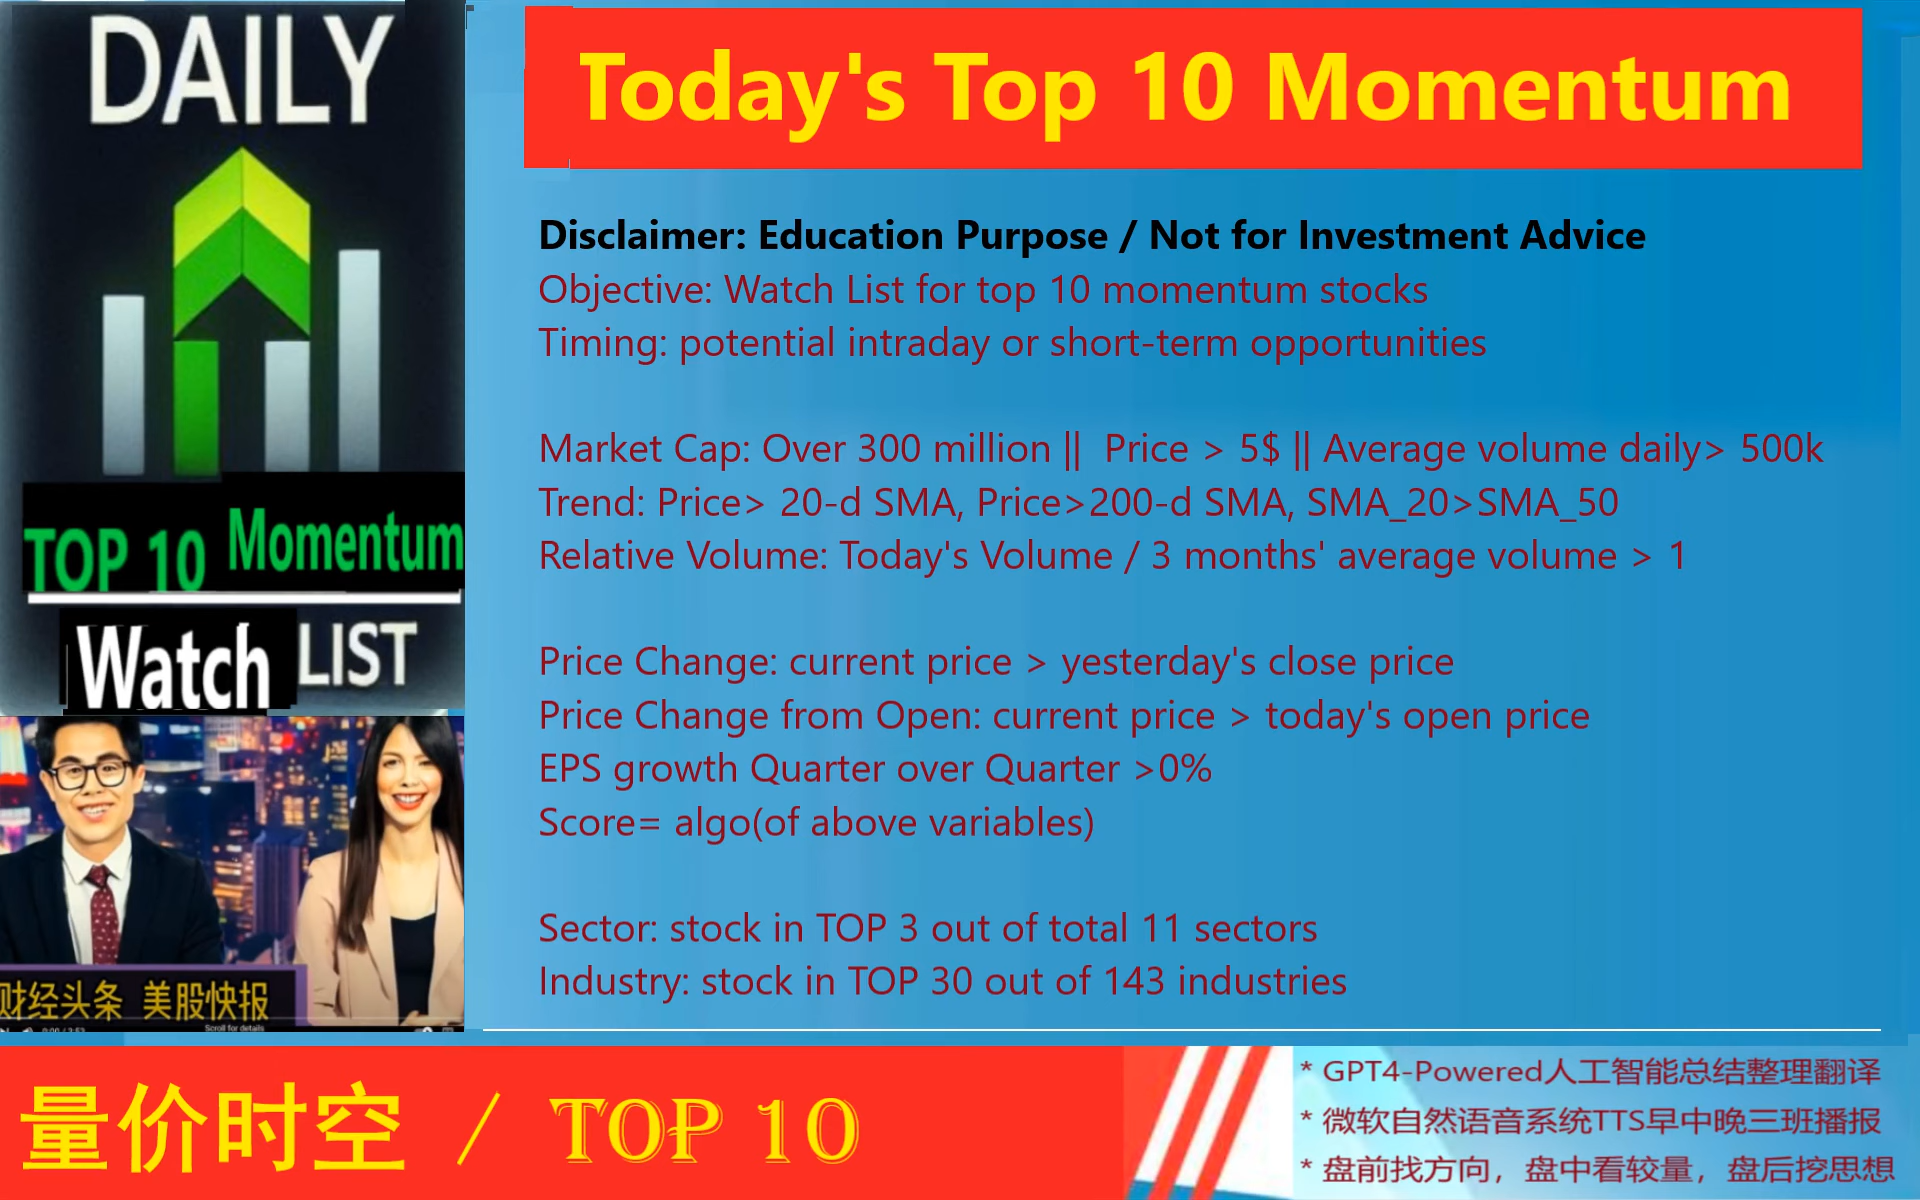 DAILY
TOP 10 Momentum
Watch LIST
财经头条 美股快报
Scroll for details
Today's Top 10 Momentum
Disclaimer: Education Purpose / Not for Investment Advice
Objective: Watch List for top 10 momentum stocks
Timing: potential intraday or short-term opportunities
Market Cap: Over 300 million || Price > 5$ || Average volume daily> 500k
Trend: Price> 20-d SMA, Price>200-d SMA, SMA_20>SMA_50
Relative Volume: Today's Volume / 3 months' average volume > 1
Price Change: current price > yesterday's close price
Price Change from Open: current price > today's open price
EPS growth Quarter over Quarter >0%
Score= algo(of above variables)
Sector: stock in TOP 3 out of total 11 sectors
Industry: stock in TOP 30 out of 143 industries
量价时空 / TOP 10
* GPT4-Powered人工智能总结整理翻译
* 微软自然语音系统TTS早中晚三班播报
* 盘前找方向，盘中看较量，盘后挖思想